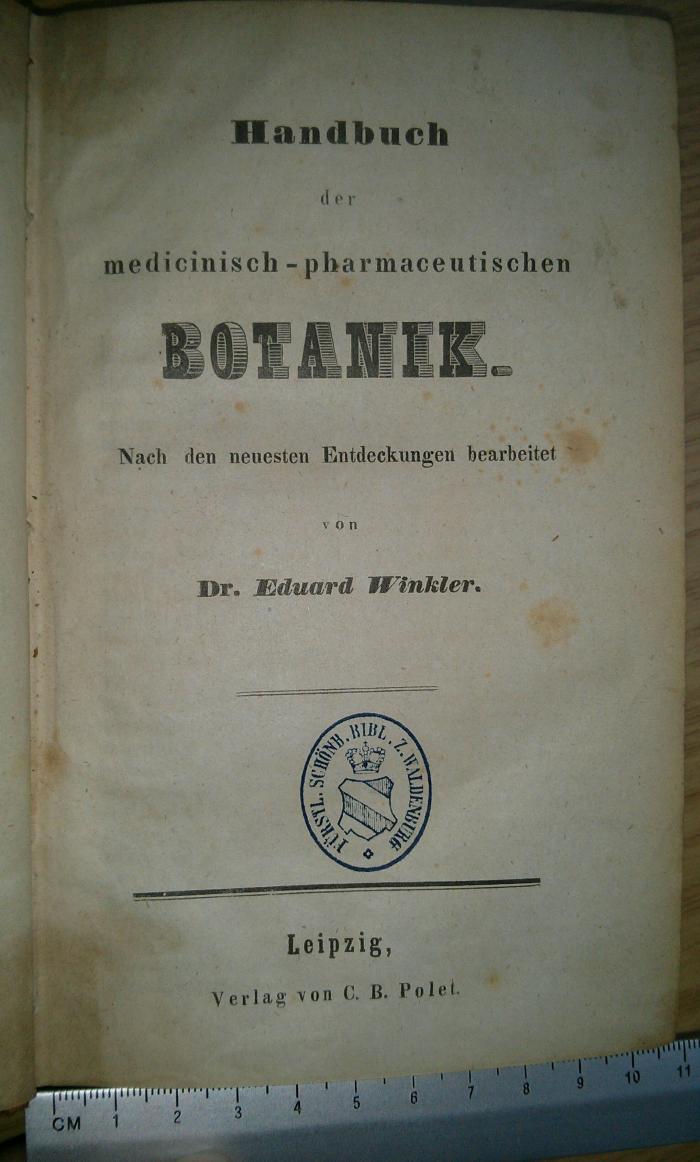 Handbuch
der
medicinisch-pharmaceutischen
BOTANIK.
Nach den neuesten Entdeckungen bearbeitet
von
Dr. Eduard Winkler.
FÜRSTL. SCHÖNB. BIBL. Z. WALDENBURG
Leipzig,
Verlag von C. B. Polet.
CM 1 2 3 4 5 6 7 8 9 10 11